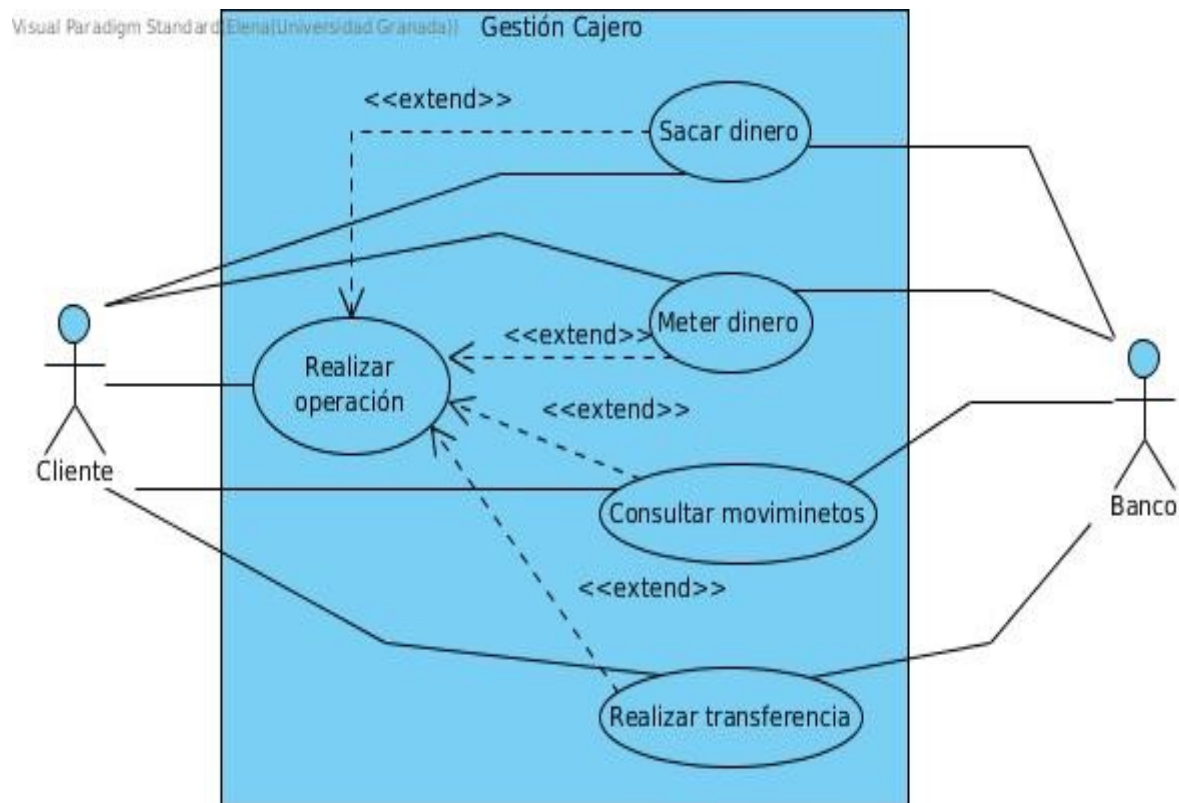 Visual Paradigm Standard(Elena(Universidad Granada))
Gestión Cajero
<<extend>>
Sacar dinero
Meter dinero
<<extend>>
Realizar
operación
<<extend>>
Cliente
Consultar moviminetos
Banco
<<extend>>
Realizar transferencia